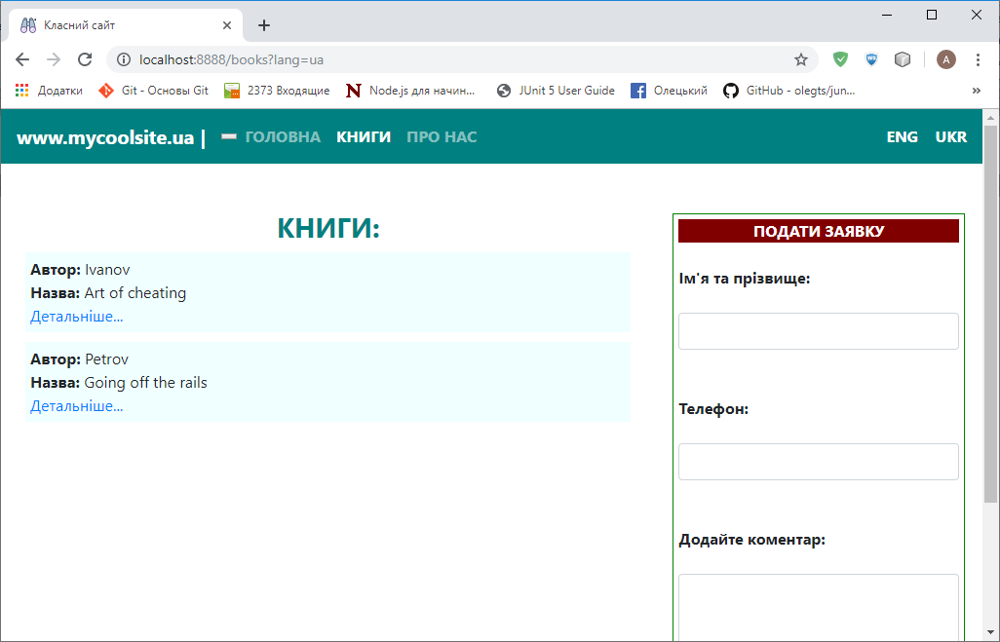 Класний сайт
localhost:8888/books?lang=ua
A
Додатки
Git - Основы Git
2373 Входящие
Node.js для начин...
JUnit 5 User Guide
Олецький
GitHub - olegts/jun...
»
www.mycoolsite.ua |
ГОЛОВНА
КНИГИ
ПРО НАС
ENG
UKR
КНИГИ:
Автор: Ivanov
Назва: Art of cheating
Детальніше...
Автор: Petrov
Назва: Going off the rails
Детальніше...
ПОДАТИ ЗАЯВКУ
Ім'я та прізвище:
Телефон:
Додайте коментар: